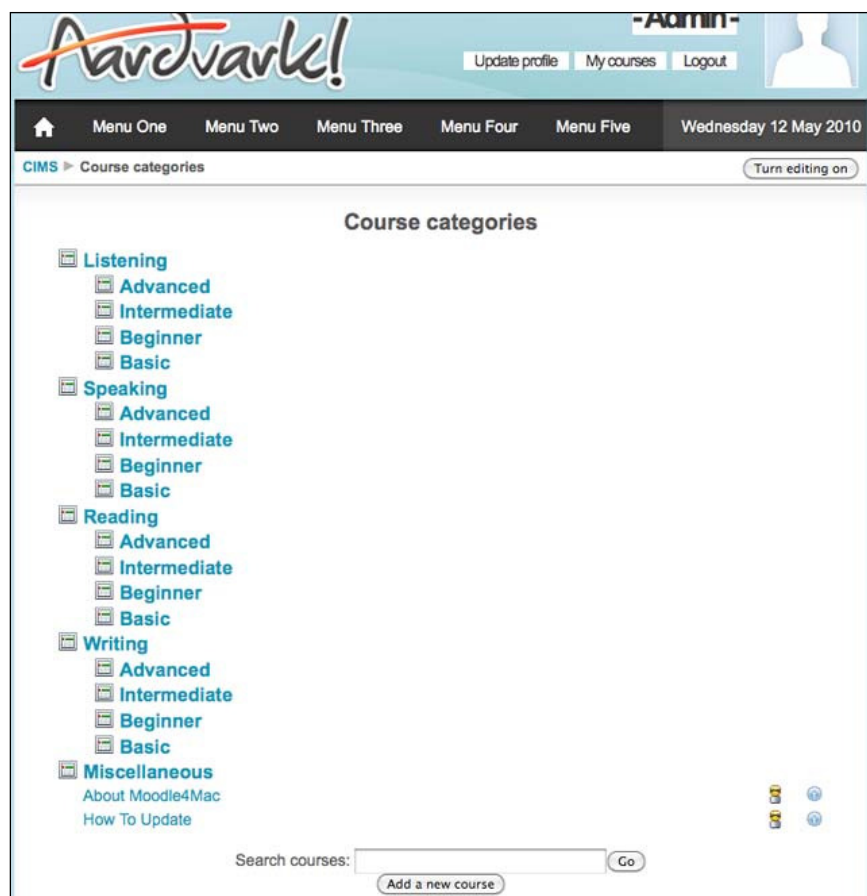 Aardvark!
-Admin-
Update profile My courses Logout
Menu One Menu Two Menu Three Menu Four Menu Five Wednesday 12 May 2010
CIMS Course categories Turn editing on
Course categories
Listening
Advanced
Intermediate
Beginner
Basic
Speaking
Advanced
Intermediate
Beginner
Basic
Reading
Advanced
Intermediate
Beginner
Basic
Writing
Advanced
Intermediate
Beginner
Basic
Miscellaneous
About Moodle4Mac
How To Update
Search courses: Go
Add a new course